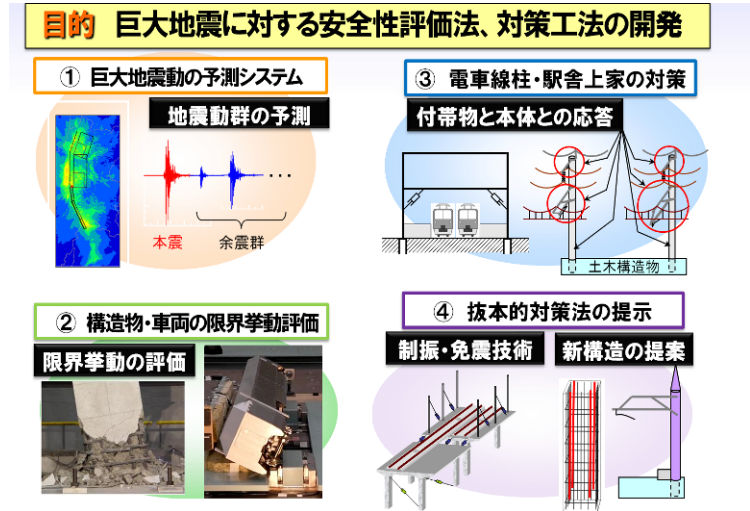 目的 巨大地震に対する安全性評価法、対策工法の開発
① 巨大地震動の予測システム
地震動群の予測
本震
余震群
② 構造物・車両の限界挙動評価
限界挙動の評価
③ 電車線柱・駅舎上家の対策
付帯物と本体との応答
土木構造物
④ 抜本的対策法の提示
制振・免震技術
新構造の提案